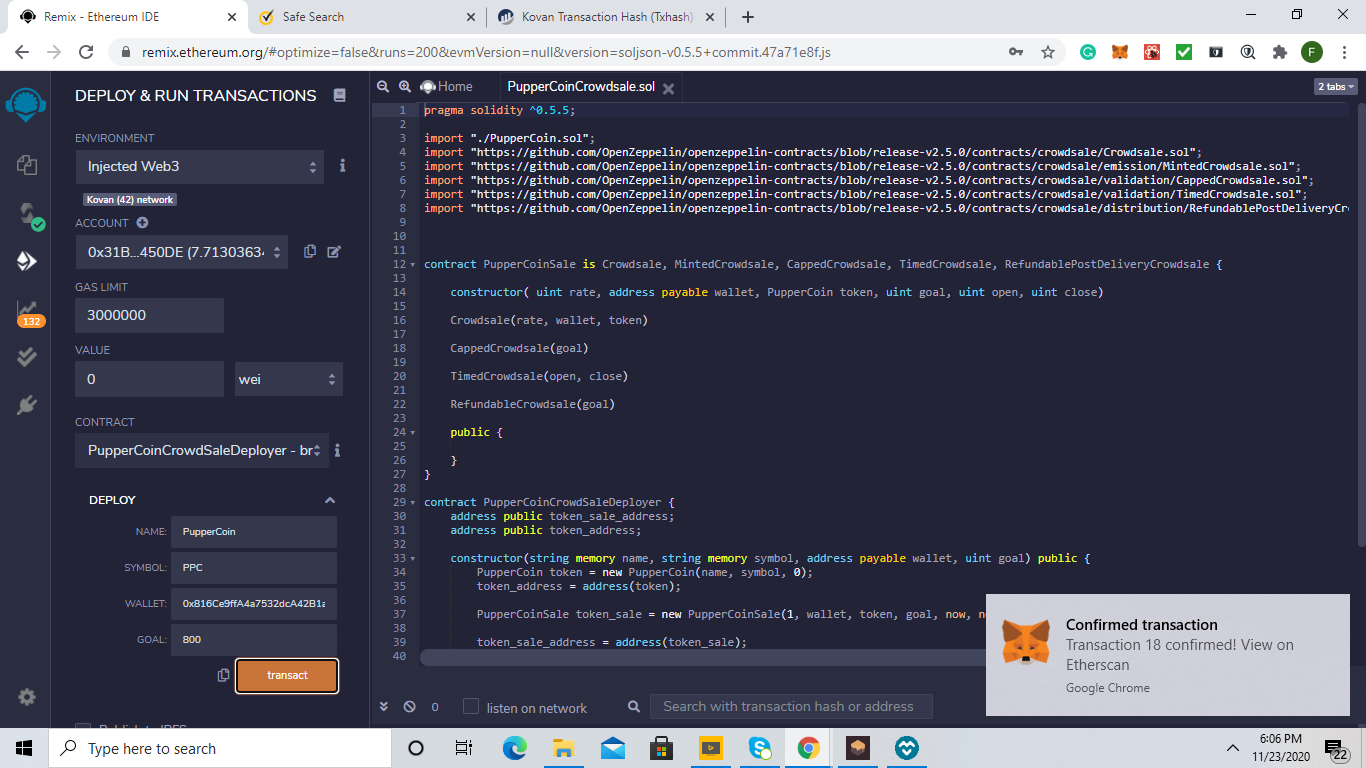 Remix - Ethereum IDE
Safe Search
Kovan Transaction Hash (Txhash)
remix.ethereum.org/#optimize=false&runs=200&evmVersion=null&version=soljson-v0.5.5+commit.47a71e8f.js
F
DEPLOY & RUN TRANSACTIONS
ENVIRONMENT
Injected Web3
Kovan (42) network
ACCOUNT
0x31B...450DE (7.71303634
GAS LIMIT
3000000
132
VALUE
0
wei
CONTRACT
PupperCoinCrowdSaleDeployer - br
DEPLOY
NAME: PupperCoin
SYMBOL: PPC
WALLET: 0x816Ce9ffA4a7532dcA42B1a
GOAL: 800
transact
Home
PupperCoinCrowdsale.sol
2 tabs
1 pragma solidity ^0.5.5;
2
3 import "./PupperCoin.sol";
4 import "https://github.com/OpenZeppelin/openzeppelin-contracts/blob/release-v2.5.0/contracts/crowdsale/Crowdsale.sol";
5 import "https://github.com/OpenZeppelin/openzeppelin-contracts/blob/release-v2.5.0/contracts/crowdsale/emission/MintedCrowdsale.sol";
6 import "https://github.com/OpenZeppelin/openzeppelin-contracts/blob/release-v2.5.0/contracts/crowdsale/validation/CappedCrowdsale.sol";
7 import "https://github.com/OpenZeppelin/openzeppelin-contracts/blob/release-v2.5.0/contracts/crowdsale/validation/TimedCrowdsale.sol";
8 import "https://github.com/OpenZeppelin/openzeppelin-contracts/blob/release-v2.5.0/contracts/crowdsale/distribution/RefundablePostDeliveryCr
9
10
11
12 contract PupperCoinSale is Crowdsale, MintedCrowdsale, CappedCrowdsale, TimedCrowdsale, RefundablePostDeliveryCrowdsale {
13
14 constructor( uint rate, address payable wallet, PupperCoin token, uint goal, uint open, uint close)
15
16 Crowdsale(rate, wallet, token)
17
18 CappedCrowdsale(goal)
19
20 TimedCrowdsale(open, close)
21
22 RefundableCrowdsale(goal)
23
24 public {
25
26 }
27 }
28
29 contract PupperCoinCrowdSaleDeployer {
30 address public token_sale_address;
31 address public token_address;
32
33 constructor(string memory name, string memory symbol, address payable wallet, uint goal) public {
34 PupperCoin token = new PupperCoin(name, symbol, 0);
35 token_address = address(token);
36
37 PupperCoinSale token_sale = new PupperCoinSale(1, wallet, token, goal, now, n
38
39 token_sale_address = address(token_sale);
40
Confirmed transaction
Transaction 18 confirmed! View on
Etherscan
Google Chrome
0
listen on network
Search with transaction hash or address
Type here to search
6:06 PM
11/23/2020
22